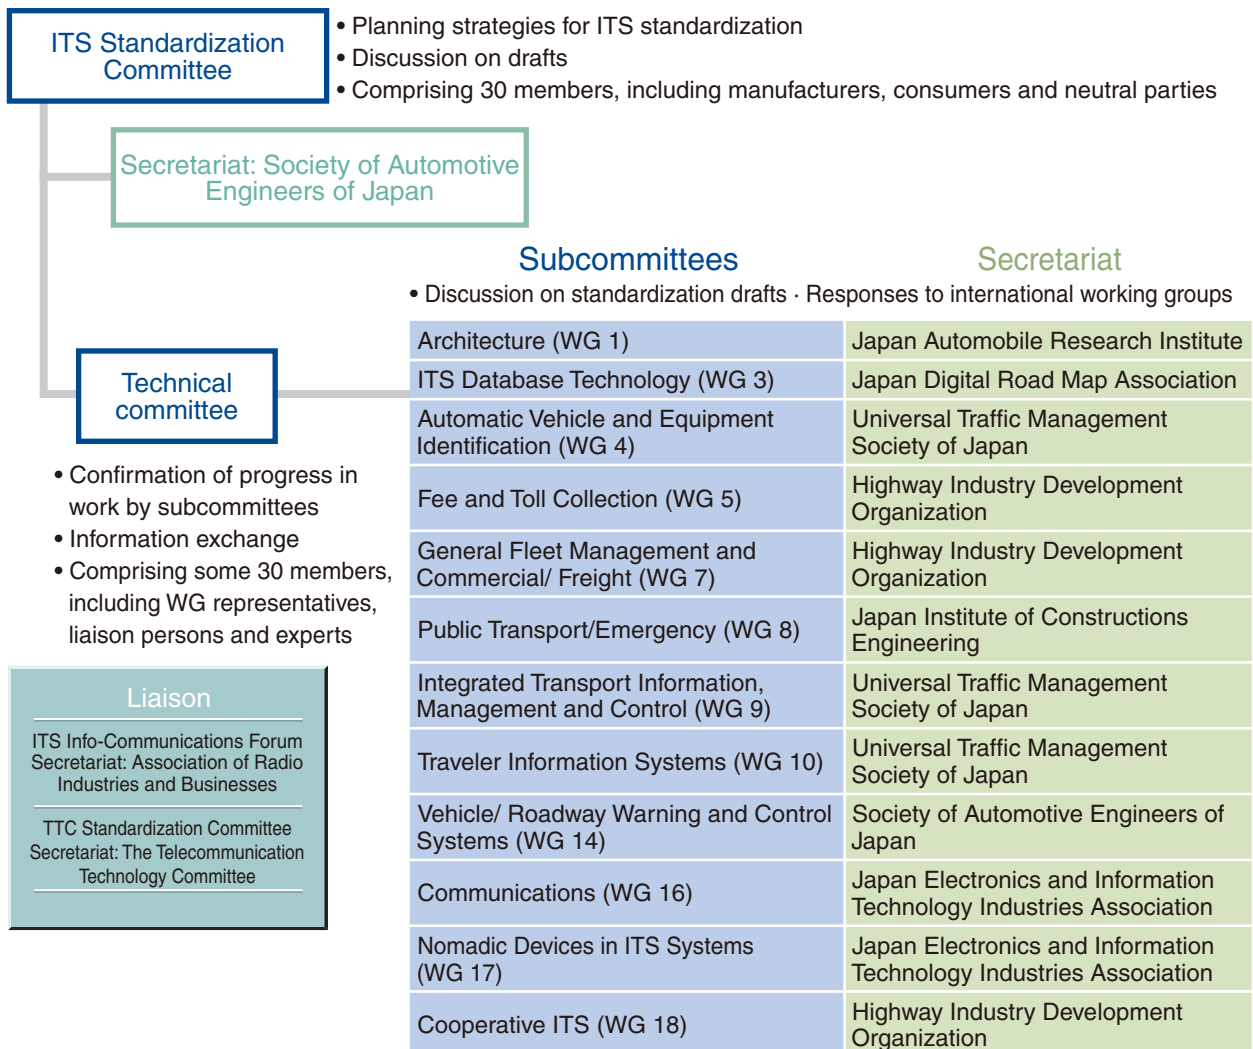 ITS Standardization
Committee
• Planning strategies for ITS standardization
• Discussion on drafts
• Comprising 30 members, including manufacturers, consumers and neutral parties
Secretariat: Society of Automotive
Engineers of Japan
Technical
committee
• Confirmation of progress in
work by subcommittees
• Information exchange
• Comprising some 30 members,
including WG representatives,
liaison persons and experts
Liaison
ITS Info-Communications Forum
Secretariat: Association of Radio
Industries and Businesses
TTC Standardization Committee
Secretariat: The Telecommunication
Technology Committee
Subcommittees
Secretariat
• Discussion on standardization drafts · Responses to international working groups
Architecture (WG 1)
Japan Automobile Research Institute
ITS Database Technology (WG 3)
Japan Digital Road Map Association
Automatic Vehicle and Equipment
Identification (WG 4)
Universal Traffic Management
Society of Japan
Fee and Toll Collection (WG 5)
Highway Industry Development
Organization
General Fleet Management and
Commercial/ Freight (WG 7)
Highway Industry Development
Organization
Public Transport/Emergency (WG 8)
Japan Institute of Constructions
Engineering
Integrated Transport Information,
Management and Control (WG 9)
Universal Traffic Management
Society of Japan
Traveler Information Systems (WG 10)
Universal Traffic Management
Society of Japan
Vehicle/ Roadway Warning and Control
Systems (WG 14)
Society of Automotive Engineers of
Japan
Communications (WG 16)
Japan Electronics and Information
Technology Industries Association
Nomadic Devices in ITS Systems
(WG 17)
Japan Electronics and Information
Technology Industries Association
Cooperative ITS (WG 18)
Highway Industry Development
Organization